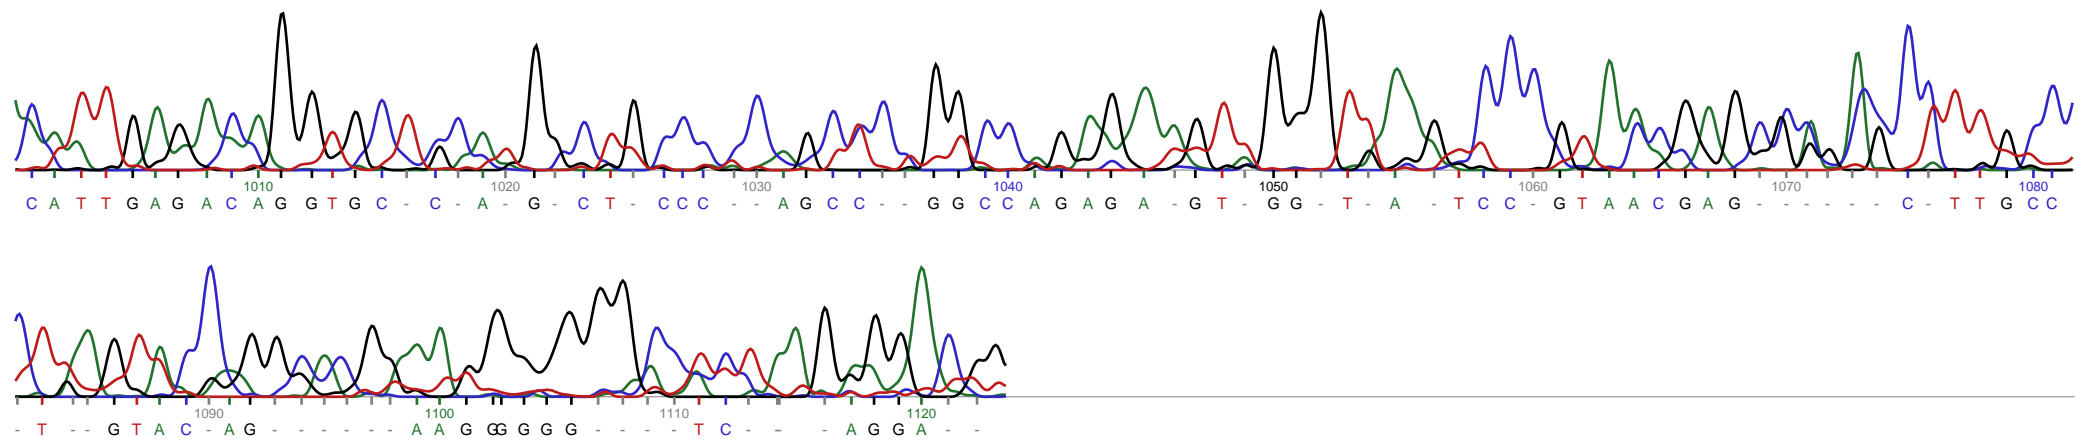 1010 1020 1030 1040 1050 1060 1070 1080
C A T T G A G A C A G G T G C - C - A - G - C T - C C C - - A G C C - - G G C C A G A G A - G T - G G - T - A - T C C - G T A A C G A G - - - - - - C - T T G C C
1090 1100 1110 1120
- T - - G T A C - A G - - - - - - A A G G G G G G - - - - T C - - - A G G A - -